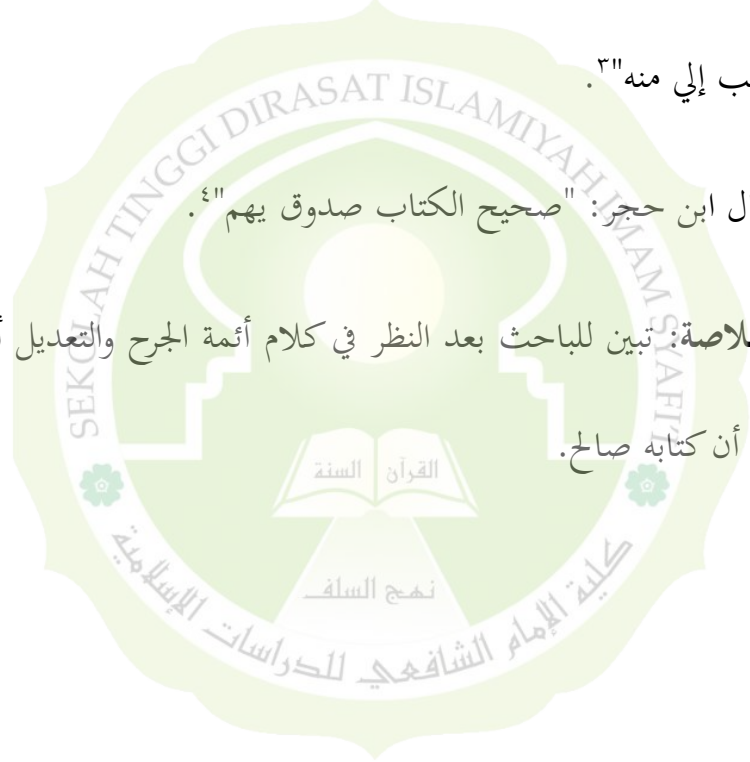 إلي منه"٣.
ابن حجر: "صحيح الكتاب صدوق يهم"٤.
تبين للباحث بعد النظر في كلام أئمة الجرح والتعديل
أن كتابه صالح.
SEKOLAH TINGGI DIRASAT ISLAMIYAH IMAM SYAFI'I
القرآن السنة
نهج السلف
كلية الإمام الشافعي للدراسات الإسلامية